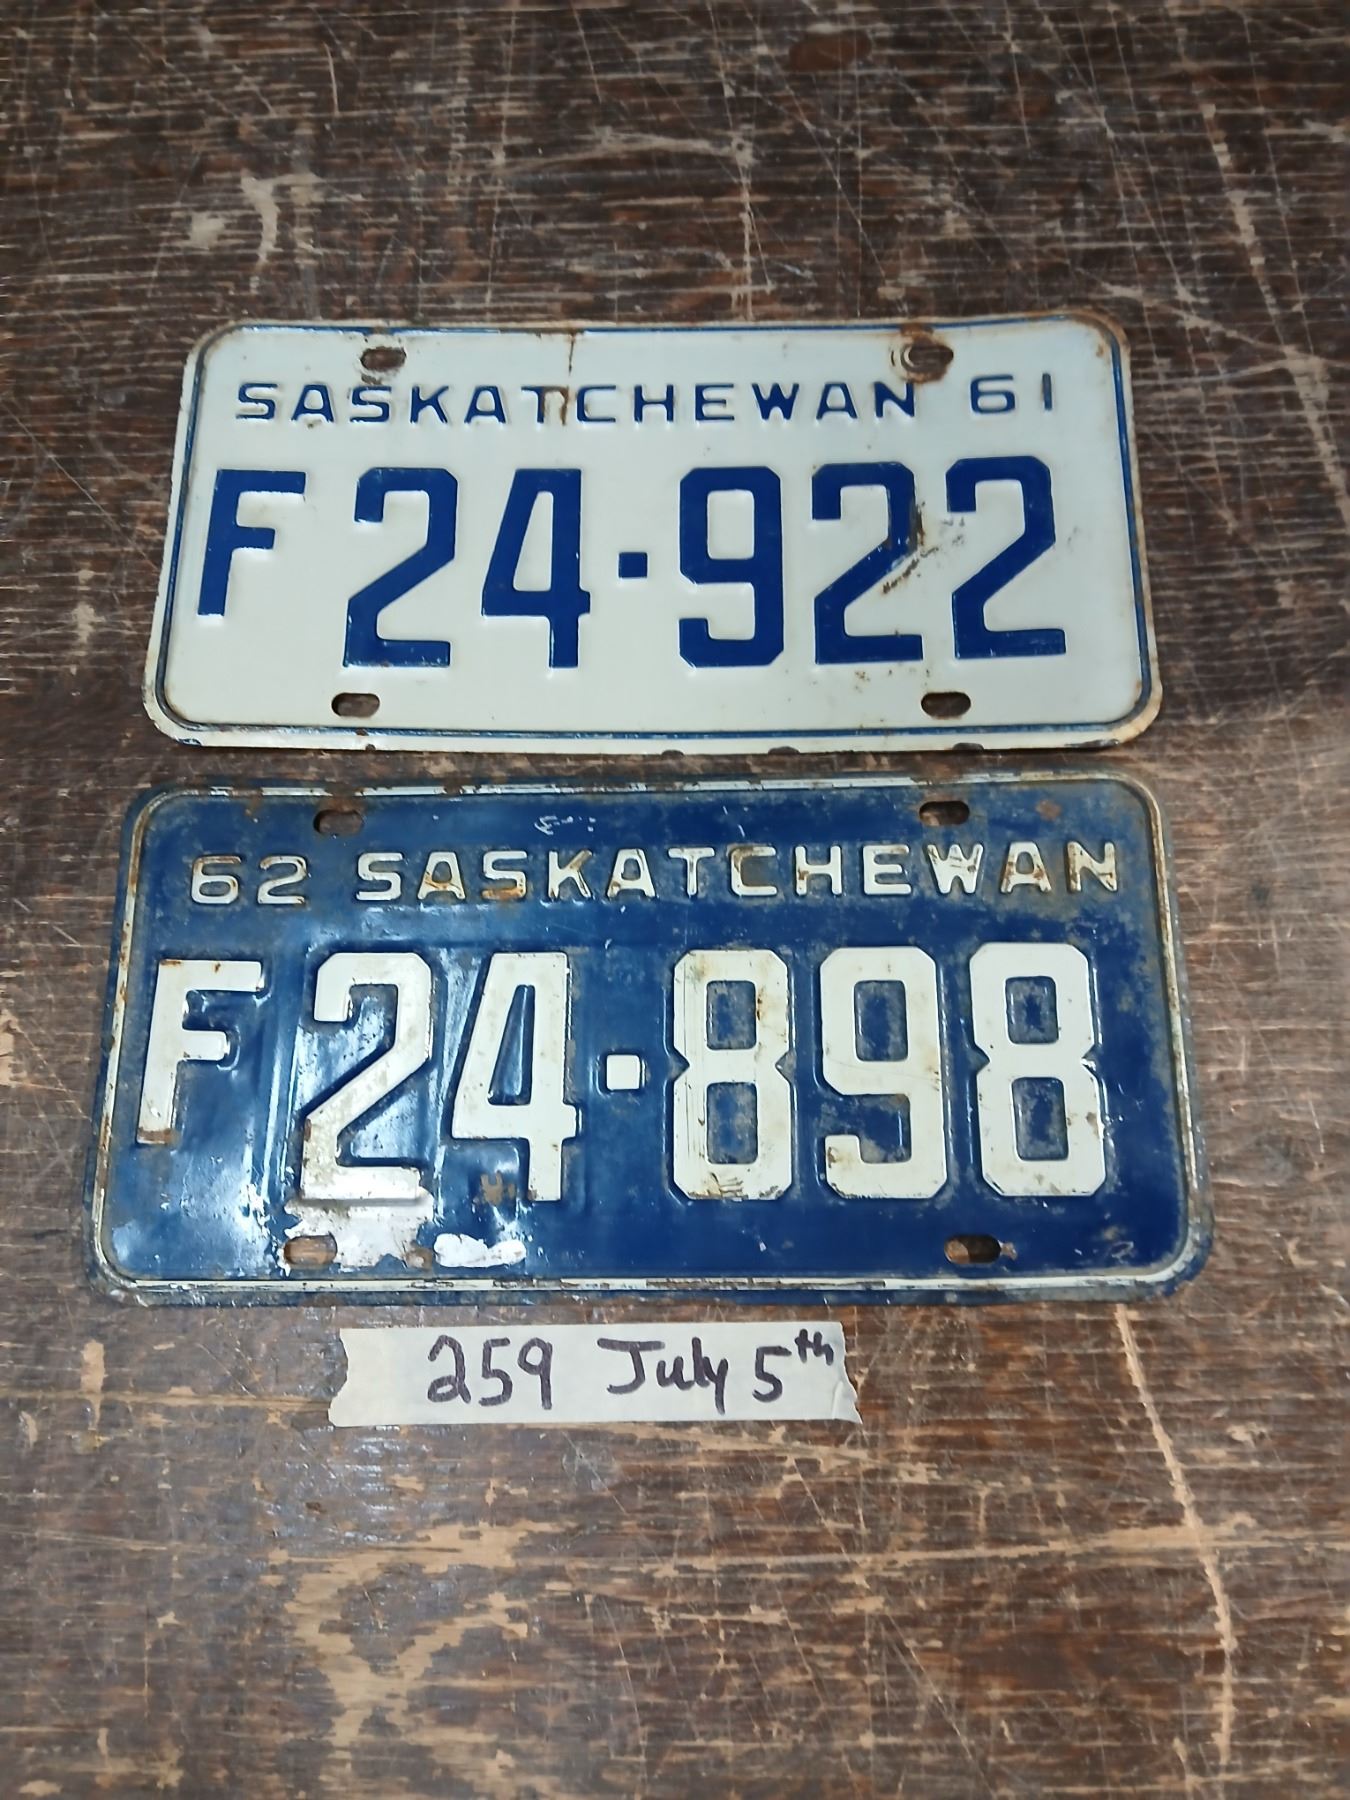 SASKATCHEWAN 61
F 24·922
62 SASKATCHEWAN
F 24·898
259 July 5th